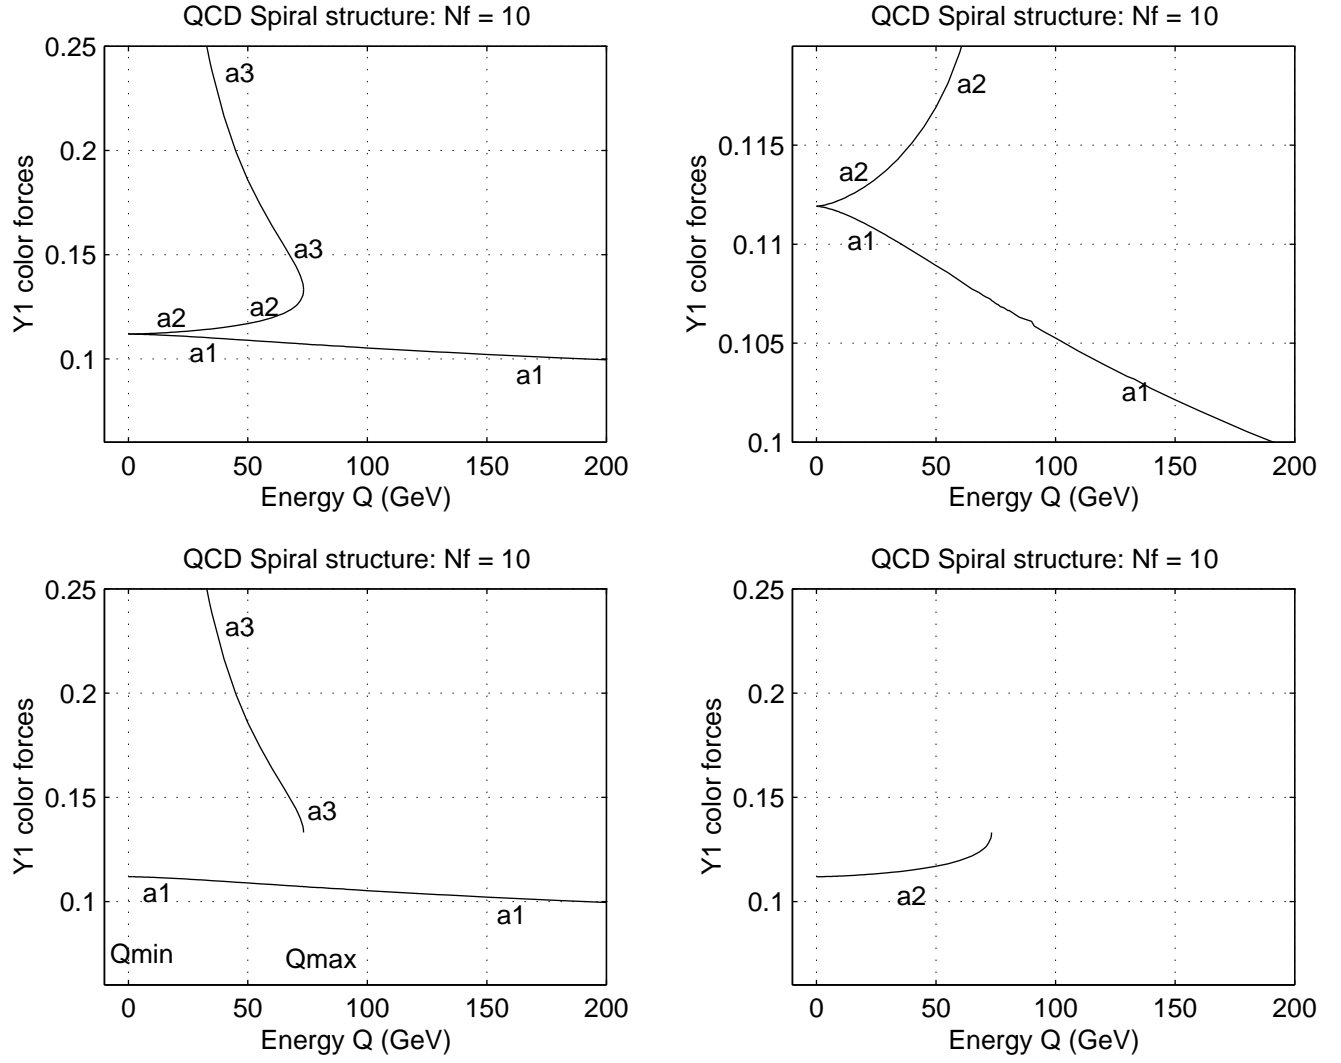 QCD Spiral structure: Nf = 10
0.25
0.2
0.15
0.1
Y1 color forces
a3
a3
a2
a2
a1
a1
0 50 100 150 200
Energy Q (GeV)
QCD Spiral structure: Nf = 10
0.115
0.11
0.105
0.1
Y1 color forces
a2
a2
a1
a1
0 50 100 150 200
Energy Q (GeV)
QCD Spiral structure: Nf = 10
0.25
0.2
0.15
0.1
Y1 color forces
a3
a3
a1
a1
Qmin Qmax
0 50 100 150 200
Energy Q (GeV)
QCD Spiral structure: Nf = 10
0.25
0.2
0.15
0.1
Y1 color forces
a2
0 50 100 150 200
Energy Q (GeV)